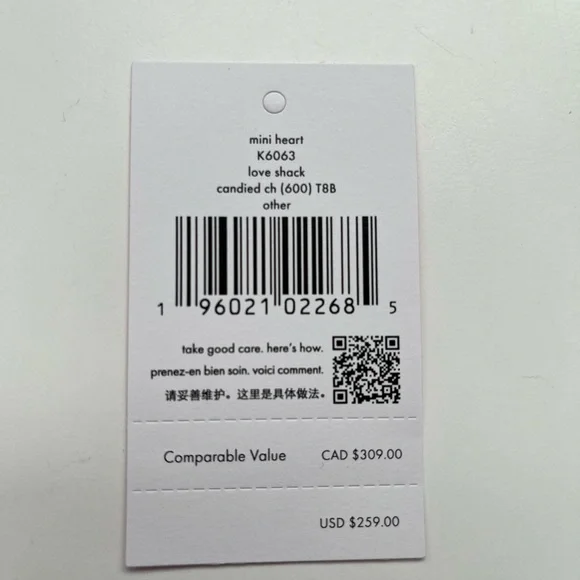 mini heart
K6063
love shack
candied ch (600) T8B
other
1 96021 02268 5
take good care. here's how.
prenez-en bien soin. voici comment.
请妥善维护。这里是具体做法。
Comparable Value CAD $309.00
USD $259.00